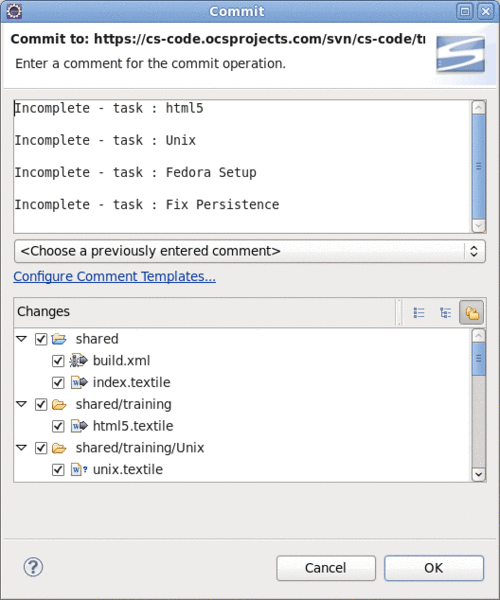 Commit
Commit to: https://cs-code.ocsprojects.com/svn/cs-code/
Enter a comment for the commit operation.
Incomplete - task : html5
Incomplete - task : Unix
Incomplete - task : Fedora Setup
Incomplete - task : Fix Persistence
<Choose a previously entered comment>
Configure Comment Templates...
Changes
shared
build.xml
index.textile
shared/training
html5.textile
shared/training/Unix
unix.textile
Cancel
OK